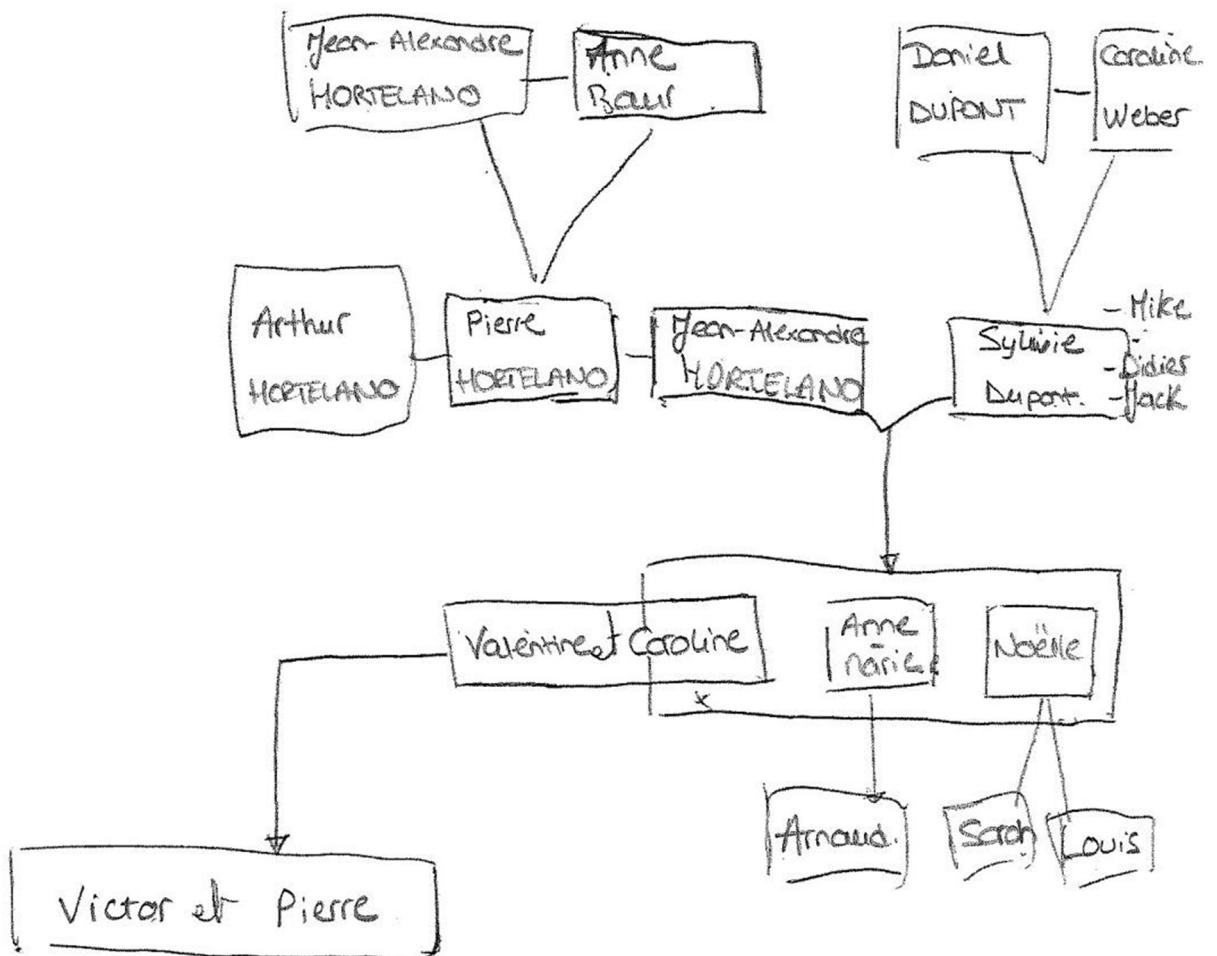 Jean-Alexandre
HORTELANO
Anne
Baur
Daniel
DUPONT
Caroline
Weber
Arthur
HORTELANO
Pierre
HORTELANO
Jean-Alexandre
HORTELANO
Sylvie
Dupont.
- Mike
- Didier
- Jack
Valentine et Caroline
Anne
-
Marie
Noëlle
x
Arnaud.
Sarah
Louis
Victor et Pierre